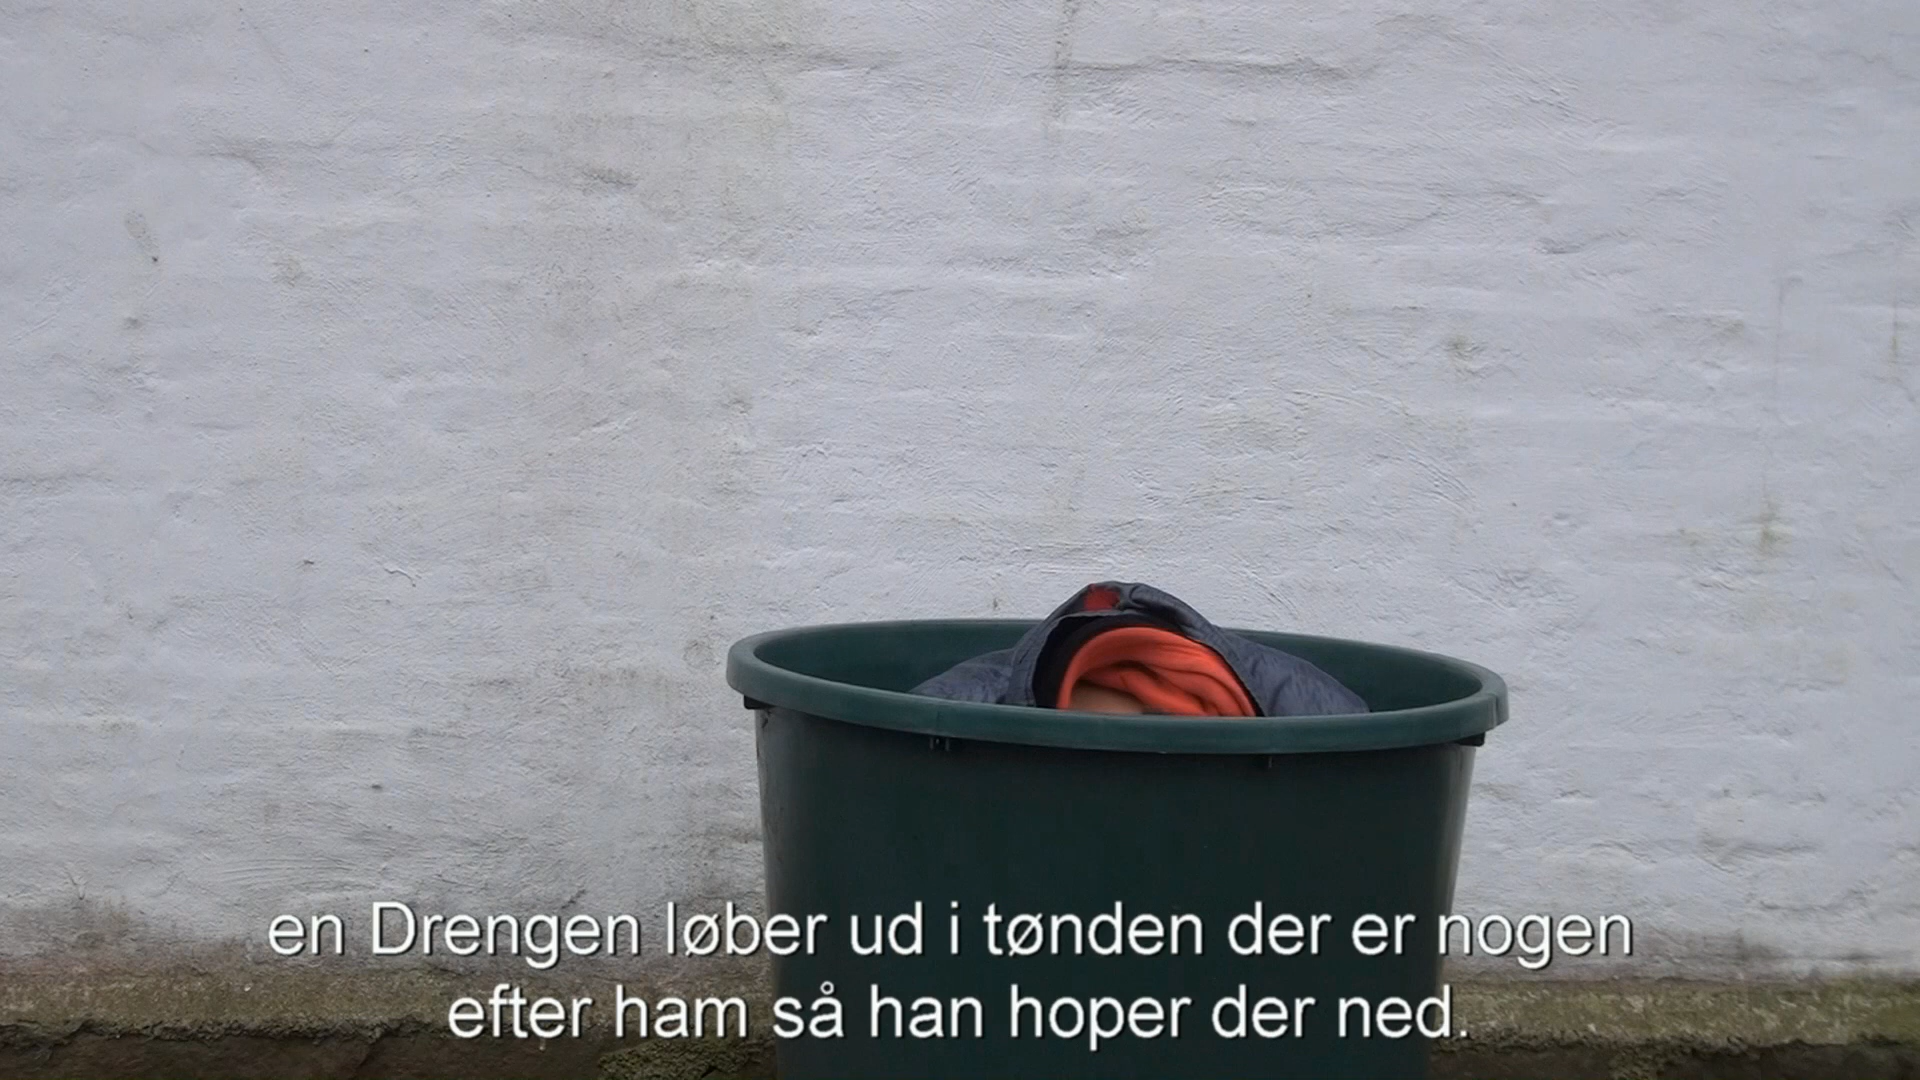 en Drengen løber ud i tønden der er nogen
efter ham så han hoper der ned.